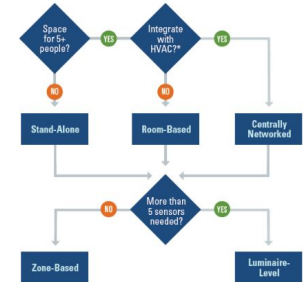 Space
for 5+
people?
YES
Integrate
with
HVAC?*
YES
NO
NO
Stand-Alone
Room-Based
Centrally
Networked
NO
More than
5 sensors
needed?
YES
Zone-Based
Luminaire-
Level